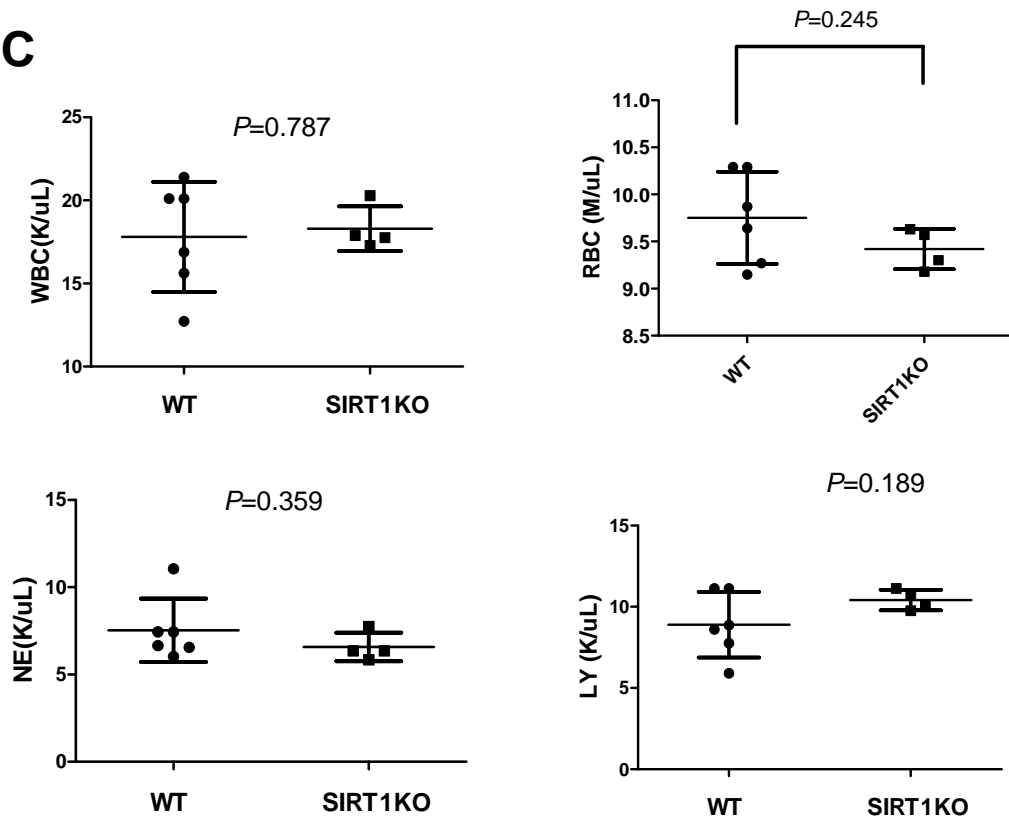 C
P=0.787
WBC(K/uL)
25
20
15
10
WT
SIRT1KO
P=0.245
RBC (M/uL)
11.0
10.5
10.0
9.5
9.0
8.5
WT
SIRT1KO
P=0.359
NE(K/uL)
15
10
5
0
WT
SIRT1KO
P=0.189
LY (K/uL)
15
10
5
0
WT
SIRT1KO